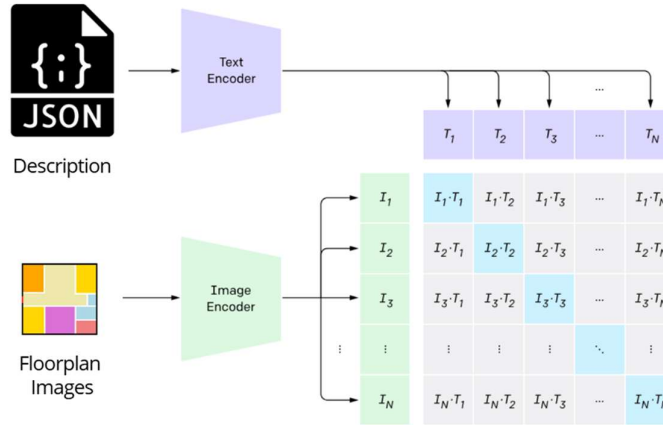 {;}
JSON
Description
Text
Encoder
...
T1 T2 T3 ... TN
I1 I1·T1 I1·T2 I1·T3 ...
I2 I2·T1 I2·T2 I2·T3 ...
Image
Encoder
I3 I3·T1 I3·T2 I3·T3 ...
⋮ ⋮ ⋮ ⋮ ⋮ ⋱ ⋮
IN IN·T1 IN·T2 IN·T3 ...
Floorplan
Images